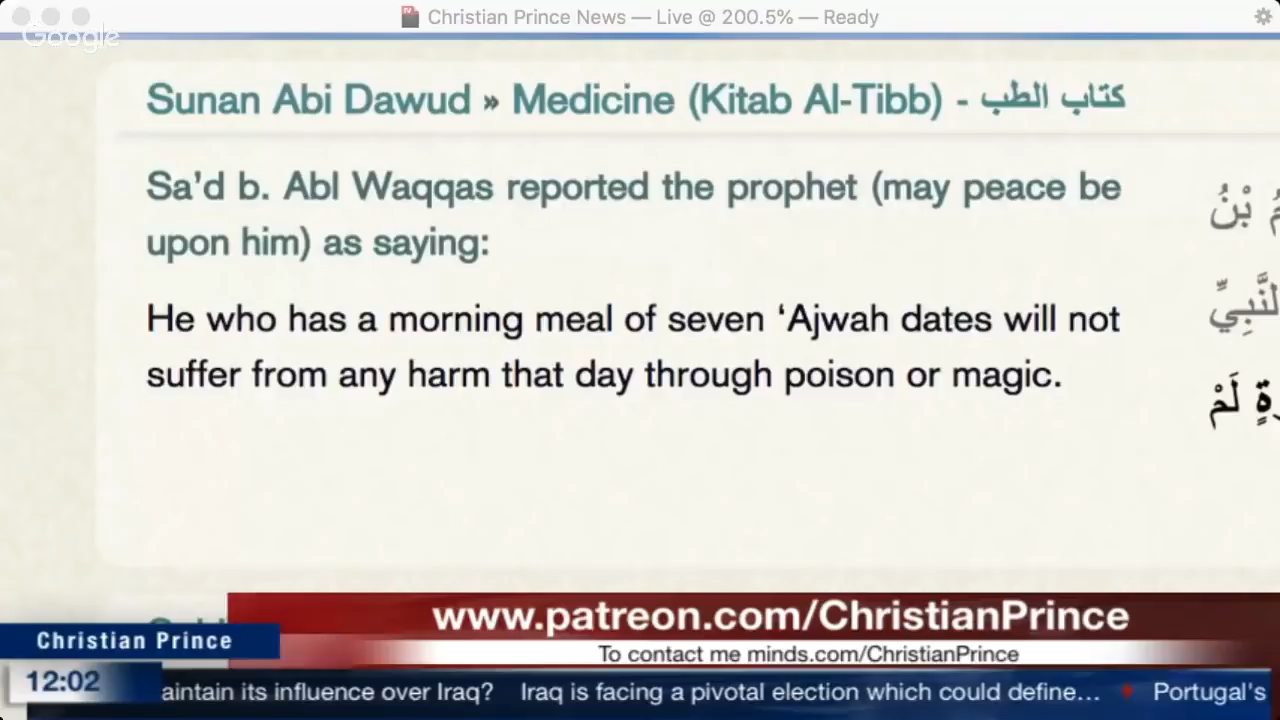 Christian Prince News — Live @ 200.5% — Ready
Google
Sunan Abi Dawud » Medicine (Kitab Al-Tibb) - كتاب الطب
Sa’d b. Abl Waqqas reported the prophet (may peace be
upon him) as saying:
بْنُ
He who has a morning meal of seven ‘Ajwah dates will not
suffer from any harm that day through poison or magic.
لَمْ
www.patreon.com/ChristianPrince
Christian Prince
To contact me minds.com/ChristianPrince
12:02
aintain its influence over Iraq? Iraq is facing a pivotal election which could define... Portugal's